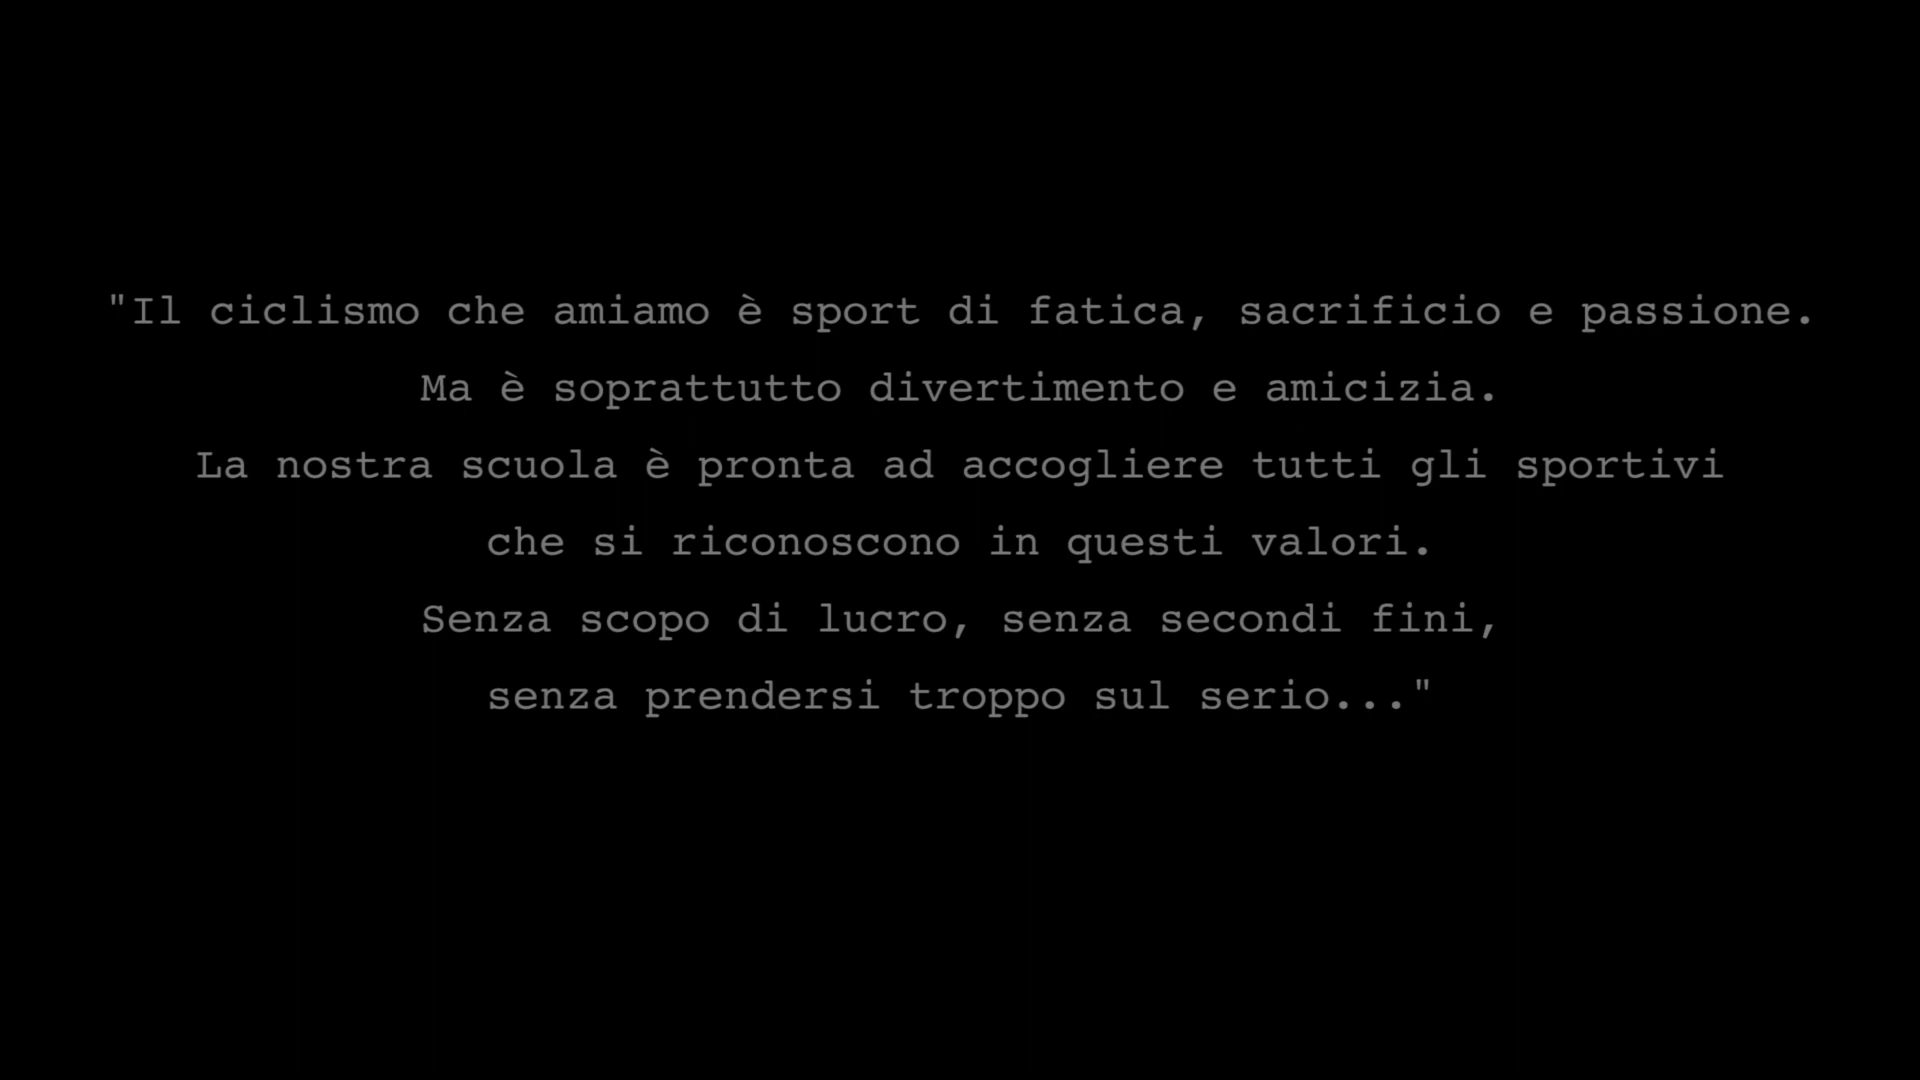 "Il ciclismo che amiamo è sport di fatica, sacrificio e passione.
Ma è soprattutto divertimento e amicizia.
La nostra scuola è pronta ad accogliere tutti gli sportivi
che si riconoscono in questi valori.
Senza scopo di lucro, senza secondi fini,
senza prendersi troppo sul serio..."